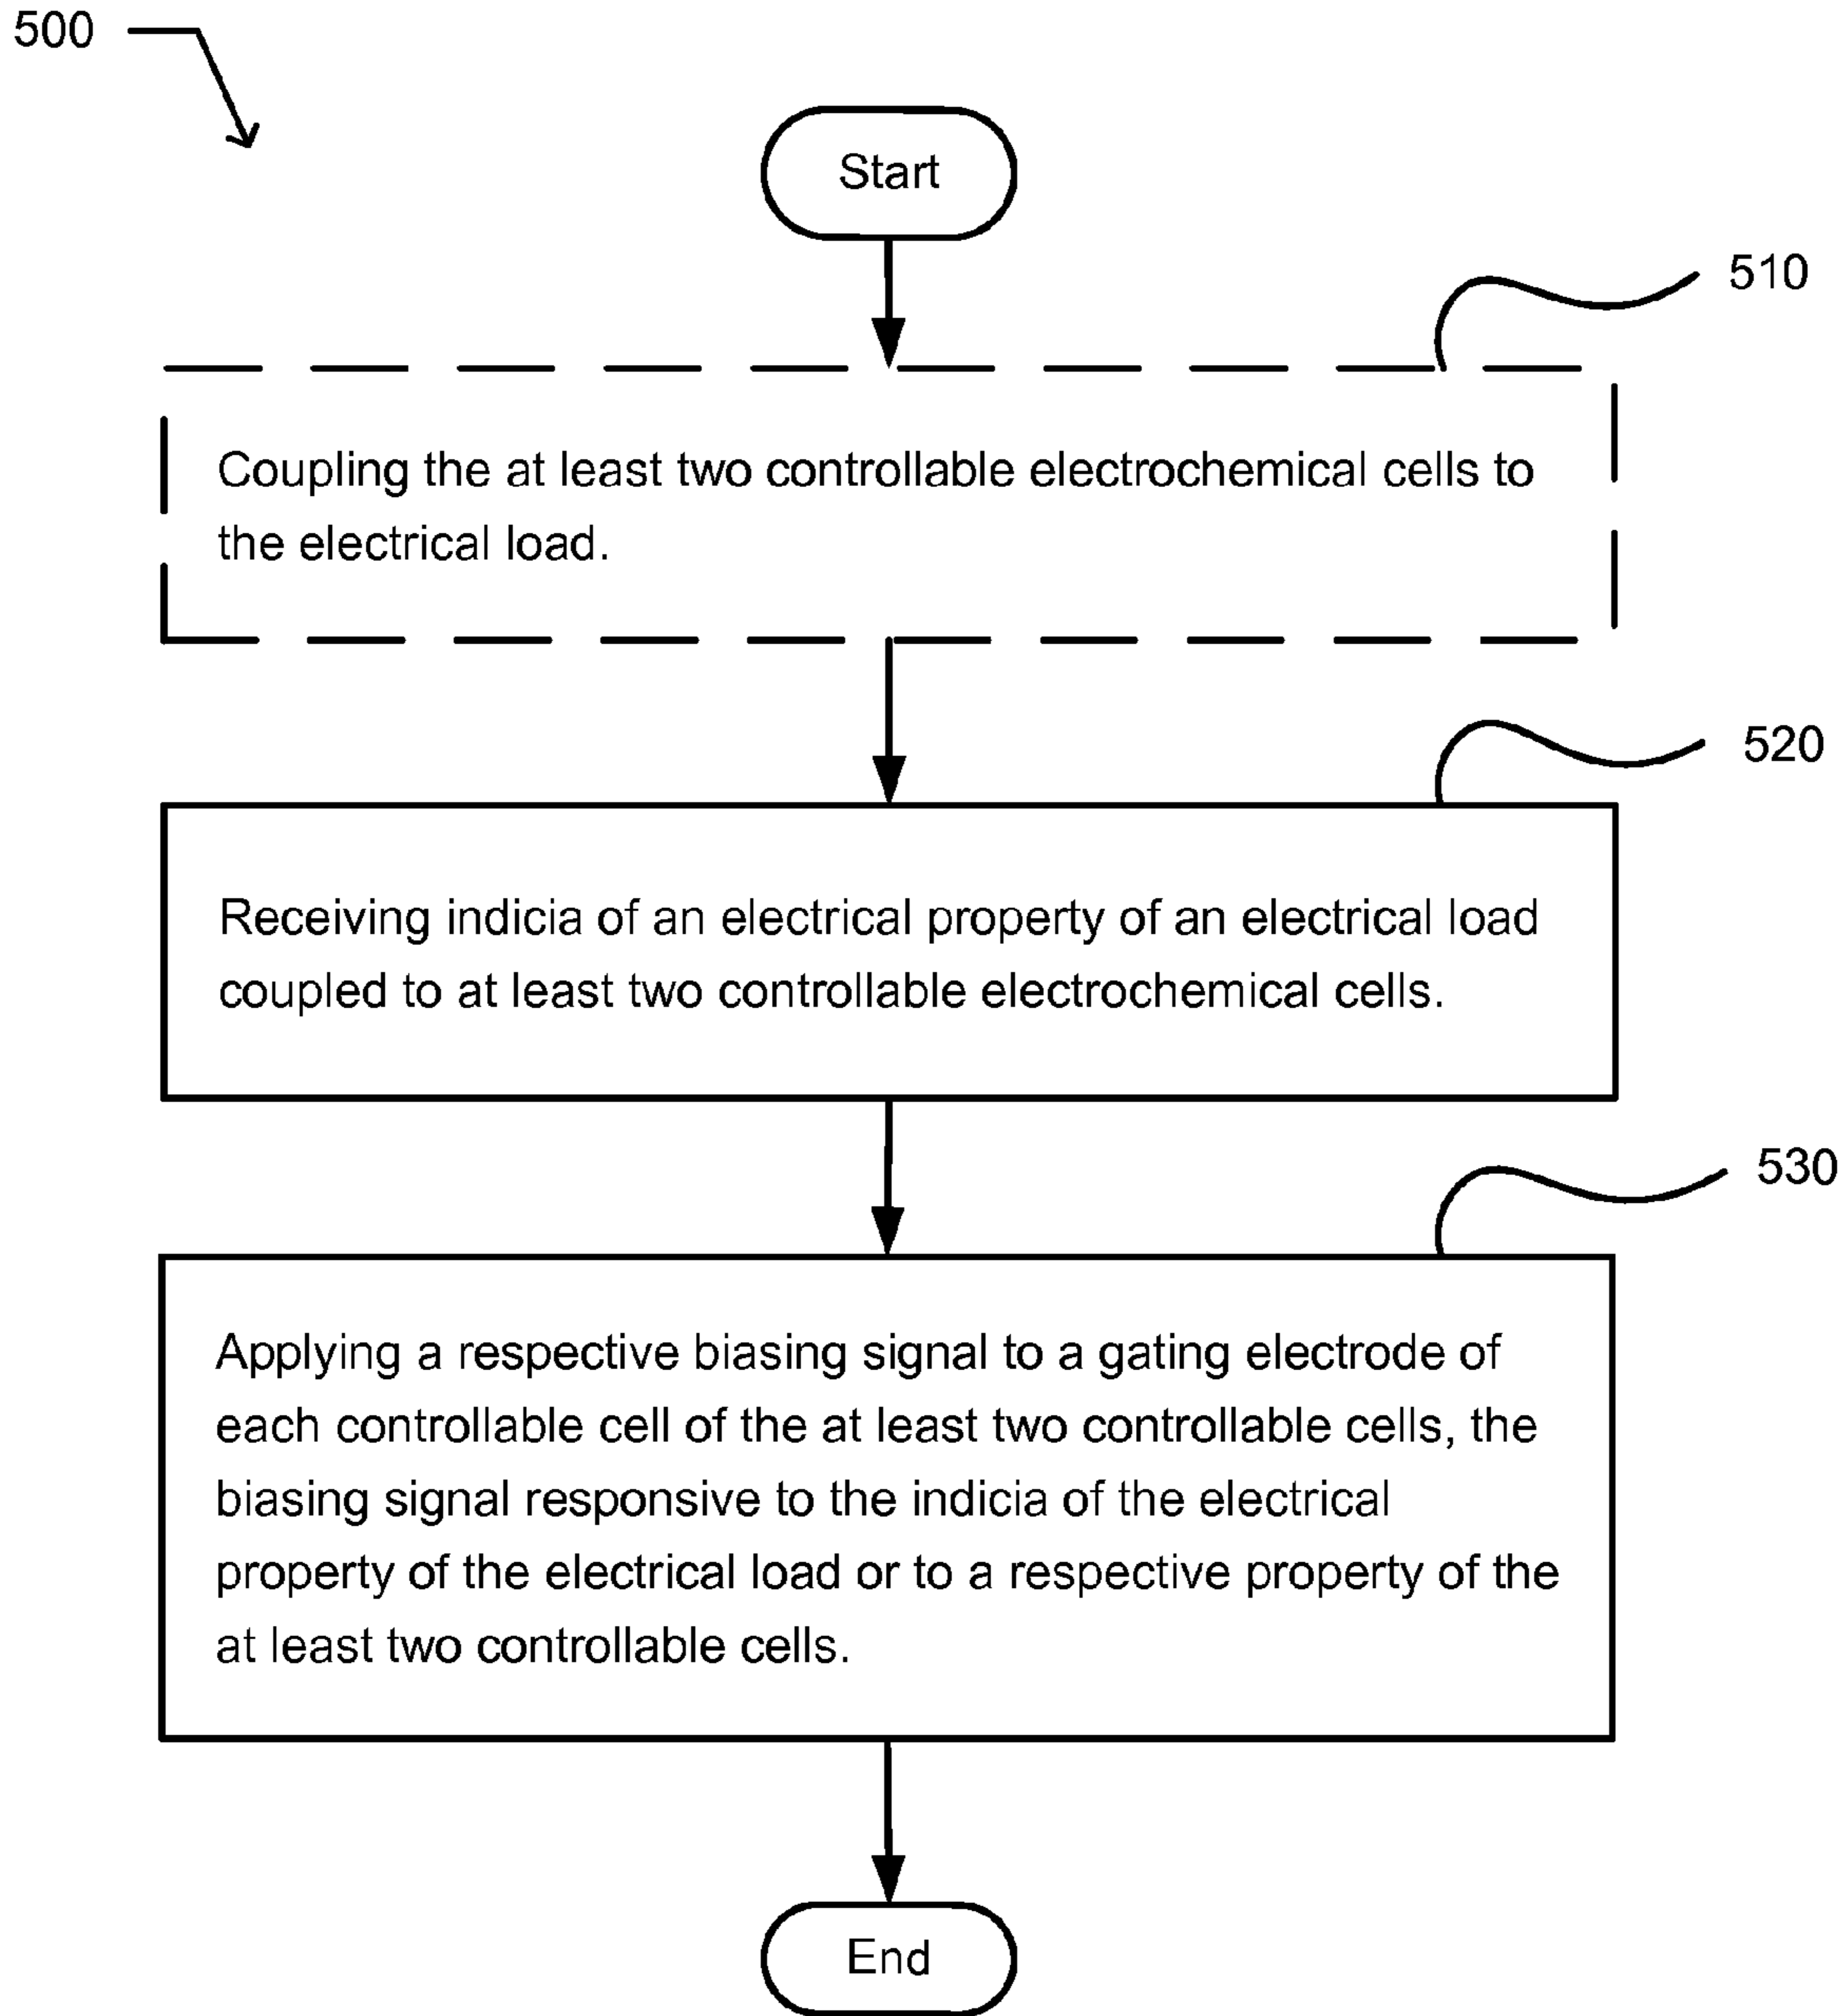 500
Start
510
Coupling the at least two controllable electrochemical cells to
the electrical load.
520
Receiving indicia of an electrical property of an electrical load
coupled to at least two controllable electrochemical cells.
530
Applying a respective biasing signal to a gating electrode of
each controllable cell of the at least two controllable cells, the
biasing signal responsive to the indicia of the electrical
property of the electrical load or to a respective property of the
at least two controllable cells.
End